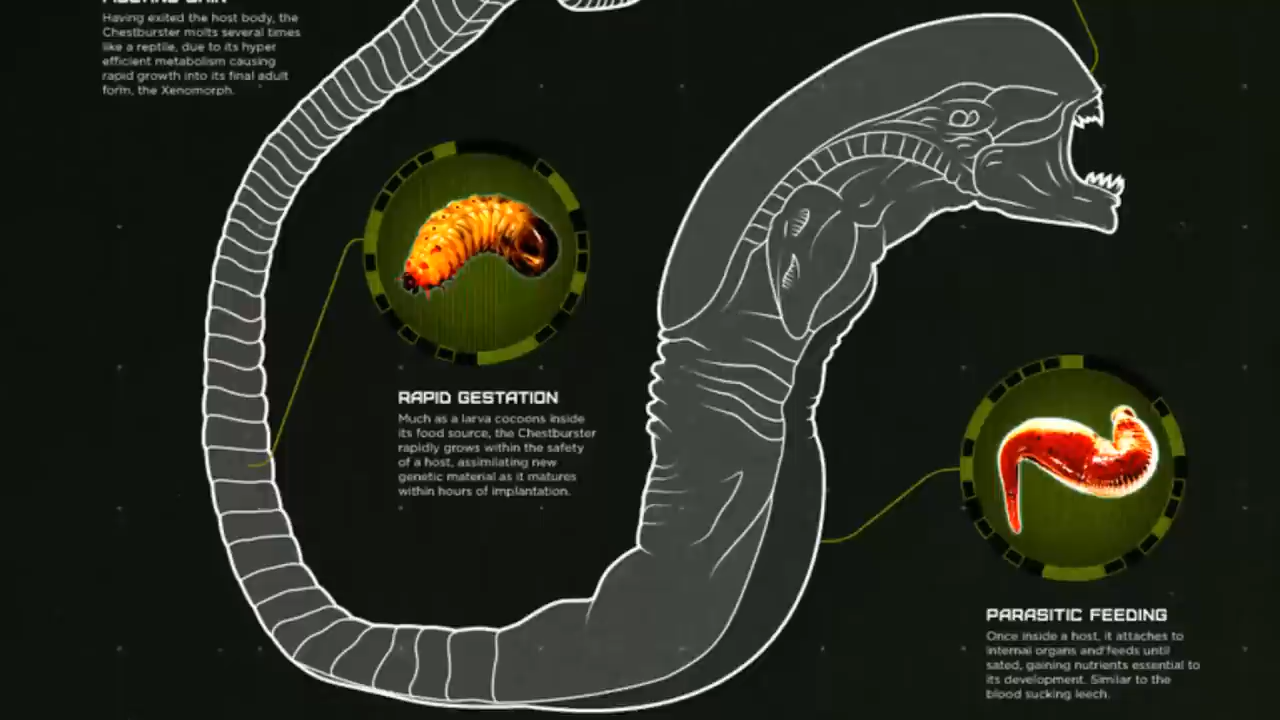 MOLTING SKIN
Having exited the host body, the
Chestburster molts several times
like a reptile, due to its hyper
efficient metabolism causing
rapid growth into its final adult
form, the Xenomorph.
RAPID GESTATION
Much as a larva cocoons inside
its food source, the Chestburster
rapidly grows within the safety
of a host, assimilating new
genetic material as it matures
within hours of implantation.
PARASITIC FEEDING
Once inside a host, it attaches to
internal organs and feeds until
sated, gaining nutrients essential to
its development. Similar to the
blood sucking leech.